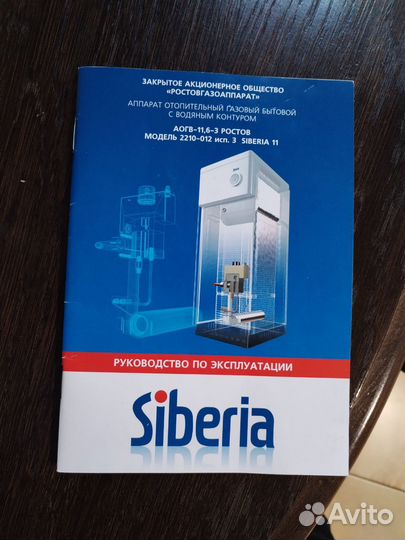 ЗАКРЫТОЕ АКЦИОНЕРНОЕ ОБЩЕСТВО
«РОСТОВГАЗОАППАРАТ»
АППАРАТ ОТОПИТЕЛЬНЫЙ ГАЗОВЫЙ БЫТОВОЙ
С ВОДЯНЫМ КОНТУРОМ
АОГВ-11,6-3 РОСТОВ
МОДЕЛЬ 2210-012 исп. 3 SIBERIA 11
РУКОВОДСТВО ПО ЭКСПЛУАТАЦИИ
Siberia
Avito